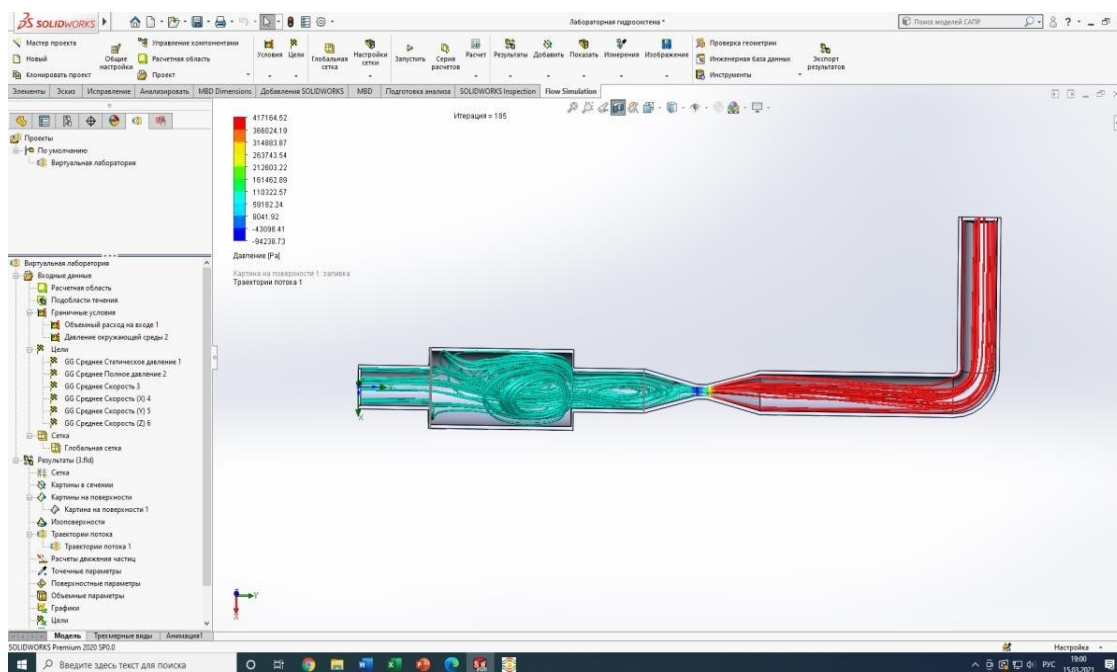 SOLIDWORKS
Лабораторная гидросистема *
Поиск моделей САПР
Мастер проекта
Новый
Клонировать проект
Общие настройки
Управление компонентами
Расчетная область
Проект
Условия
Цели
Глобальная сетка
Настройки сетки
Запустить
Серия расчетов
Расчет
Результаты
Добавить
Показать
Измерения
Изображение
Проверка геометрии
Инженерная база данных
Инструменты
Экспорт результатов
Элементы
Эскиз
Исправление
Анализировать
MBD Dimensions
Добавления SOLIDWORKS
MBD
Подготовка анализа
SOLIDWORKS Inspection
Flow Simulation
Проекты
По умолчанию
Виртуальная лаборатория
Виртуальная лаборатория
Входные данные
Расчетная область
Подобласти течения
Граничные условия
Объемный расход на входе 1
Давление окружающей среды 2
Цели
GG Среднее Статическое давление 1
GG Среднее Полное давление 2
GG Среднее Скорость 3
GG Среднее Скорость (X) 4
GG Среднее Скорость (Y) 5
GG Среднее Скорость (Z) 6
Сетка
Глобальная сетка
Результаты (3.fld)
Сетка
Картины в сечении
Картины на поверхности
Картина на поверхности 1
Изоповерхности
Траектории потока
Траектории потока 1
Расчеты движения частиц
Точечные параметры
Поверхностные параметры
Объемные параметры
Графики
Цели
417164.52
366024.19
314883.87
263743.54
212603.22
161462.89
110322.57
59182.24
8041.92
-43098.41
-94238.73
Давление [Pa]
Картина на поверхности 1: заливка
Траектории потока 1
Итерация = 185
X
Y
X
Модель
Трехмерные виды
Анимация1
SOLIDWORKS Premium 2020 SP0.0
Настройка
Введите здесь текст для поиска
РУС
19:00
15.03.2021